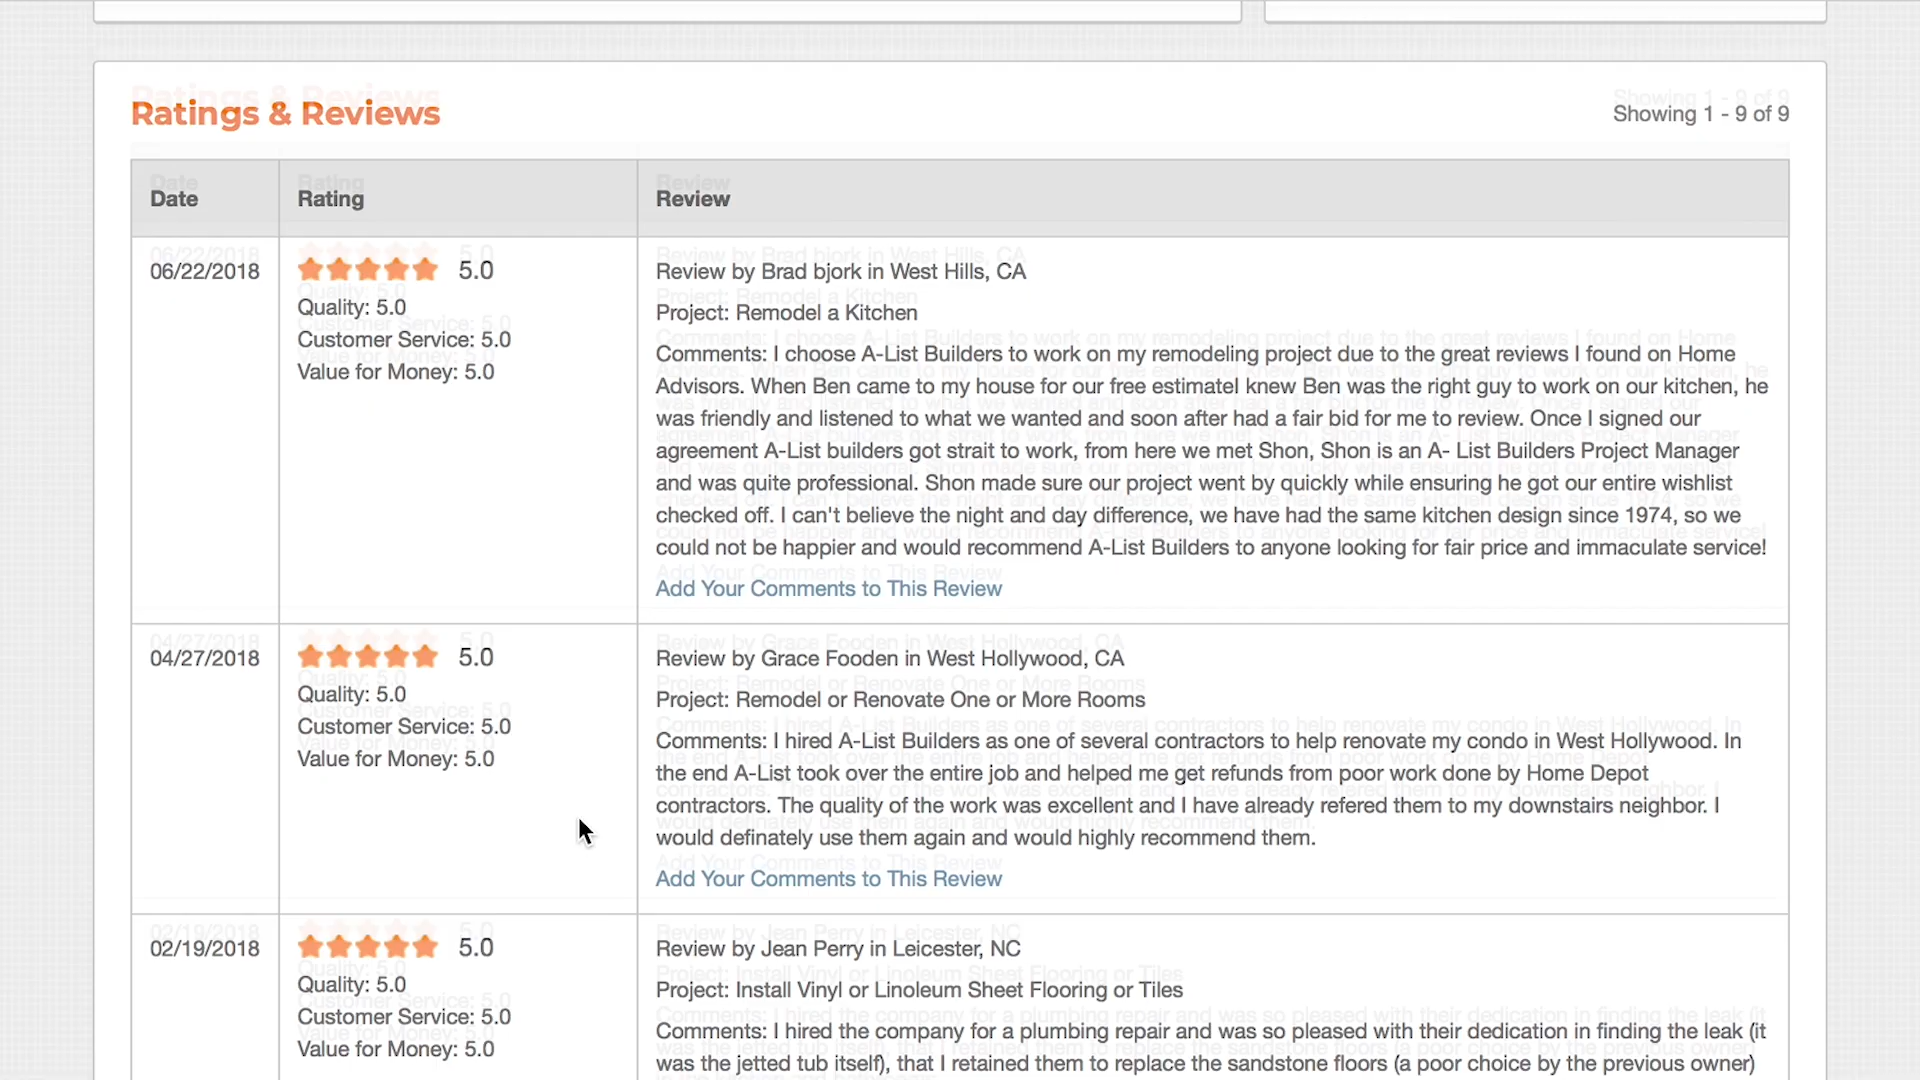 Ratings & Reviews
Showing 1 - 9 of 9
Date Rating Review
06/22/2018
5.0
Quality: 5.0
Customer Service: 5.0
Value for Money: 5.0
Review by Brad bjork in West Hills, CA
Project: Remodel a Kitchen
Comments: I choose A-List Builders to work on my remodeling project due to the great reviews I found on Home
Advisors. When Ben came to my house for our free estimateI knew Ben was the right guy to work on our kitchen, he
was friendly and listened to what we wanted and soon after had a fair bid for me to review. Once I signed our
agreement A-List builders got strait to work, from here we met Shon, Shon is an A- List Builders Project Manager
and was quite professional. Shon made sure our project went by quickly while ensuring he got our entire wishlist
checked off. I can't believe the night and day difference, we have had the same kitchen design since 1974, so we
could not be happier and would recommend A-List Builders to anyone looking for fair price and immaculate service!
Add Your Comments to This Review
04/27/2018
5.0
Quality: 5.0
Customer Service: 5.0
Value for Money: 5.0
Review by Grace Fooden in West Hollywood, CA
Project: Remodel or Renovate One or More Rooms
Comments: I hired A-List Builders as one of several contractors to help renovate my condo in West Hollywood. In
the end A-List took over the entire job and helped me get refunds from poor work done by Home Depot
contractors. The quality of the work was excellent and I have already refered them to my downstairs neighbor. I
would definately use them again and would highly recommend them.
Add Your Comments to This Review
02/19/2018
5.0
Quality: 5.0
Customer Service: 5.0
Value for Money: 5.0
Review by Jean Perry in Leicester, NC
Project: Install Vinyl or Linoleum Sheet Flooring or Tiles
Comments: I hired the company for a plumbing repair and was so pleased with their dedication in finding the leak (it
was the jetted tub itself), that I retained them to replace the sandstone floors (a poor choice by the previous owner)